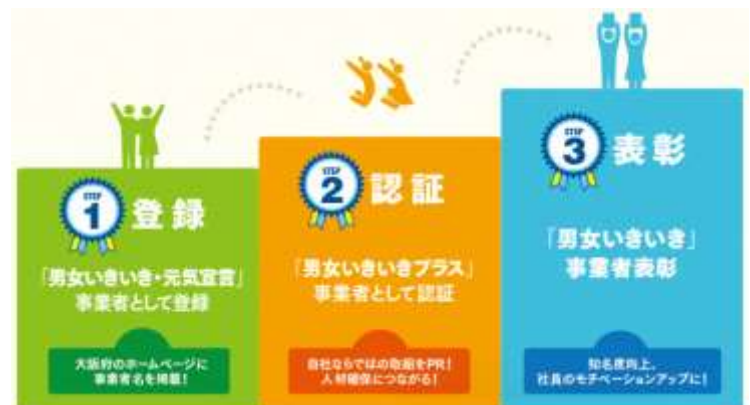 STEP
1
登録
「男女いきいき・元気宣言」
事業者として登録
大阪府のホームページに
事業者名を掲載!
STEP
2
認証
「男女いきいきプラス」
事業者として認証
自社ならではの取組をPR!
人材確保につながる!
STEP
3
表彰
「男女いきいき」
事業者表彰
知名度向上、
社員のモチベーションアップに!